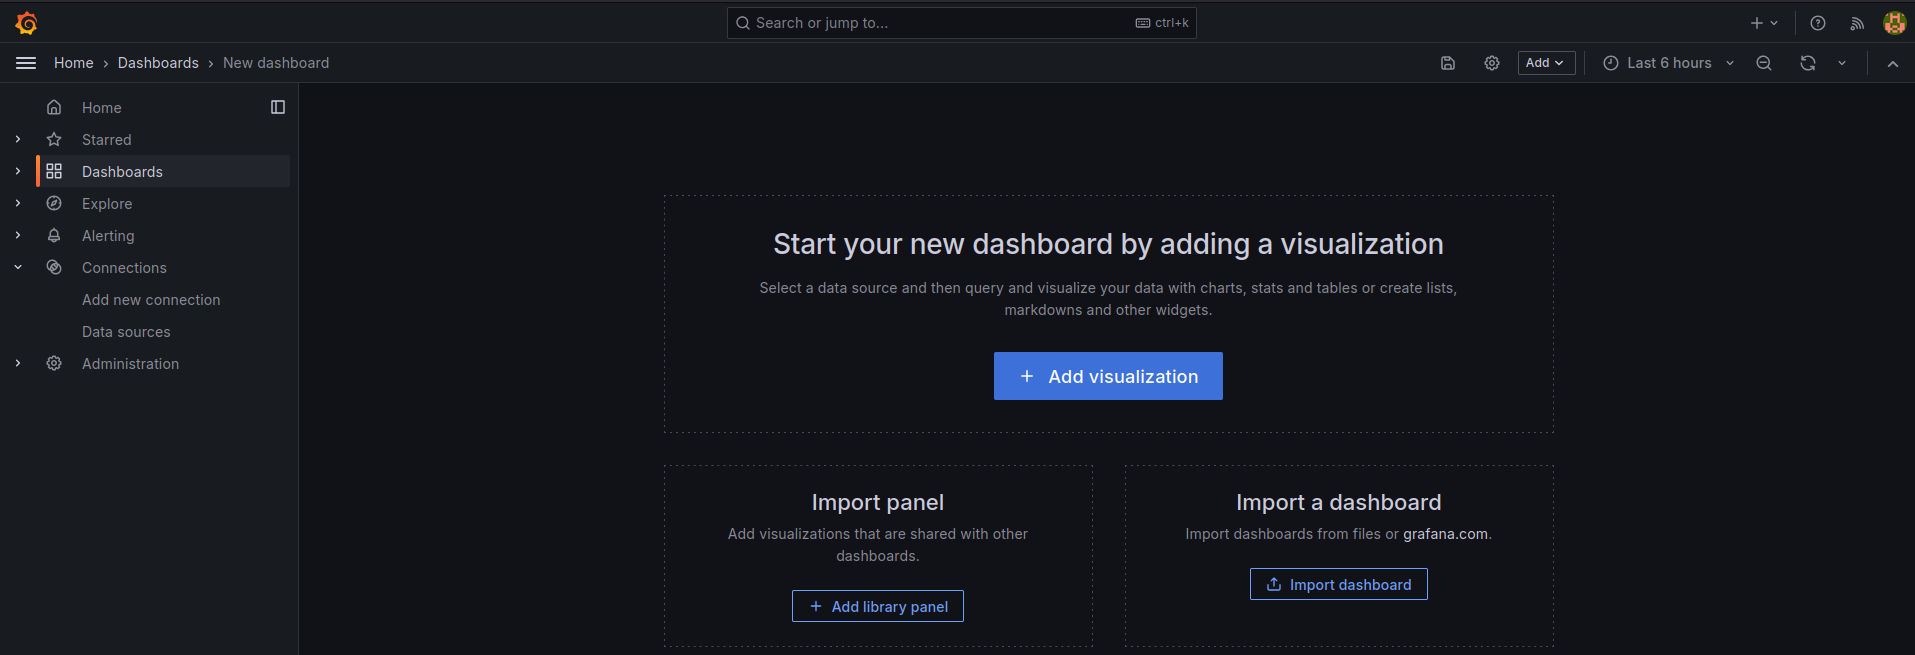 Search or jump to...
ctrl+k
Home › Dashboards › New dashboard
Add
Last 6 hours
Home
Starred
Dashboards
Explore
Alerting
Connections
Add new connection
Data sources
Administration
Start your new dashboard by adding a visualization
Select a data source and then query and visualize your data with charts, stats and tables or create lists,
markdowns and other widgets.
+ Add visualization
Import panel
Add visualizations that are shared with other
dashboards.
+ Add library panel
Import a dashboard
Import dashboards from files or grafana.com.
Import dashboard